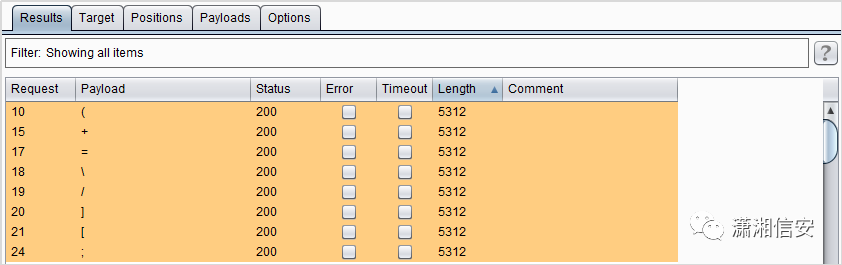 Results Target Positions Payloads Options
Filter: Showing all items ?
Request Payload Status Error Timeout Length Comment
10 ( 200 5312
15 + 200 5312
17 = 200 5312
18 \ 200 5312
19 / 200 5312
20 ] 200 5312
21 [ 200 5312
24 ; 200 5312
潇湘信安